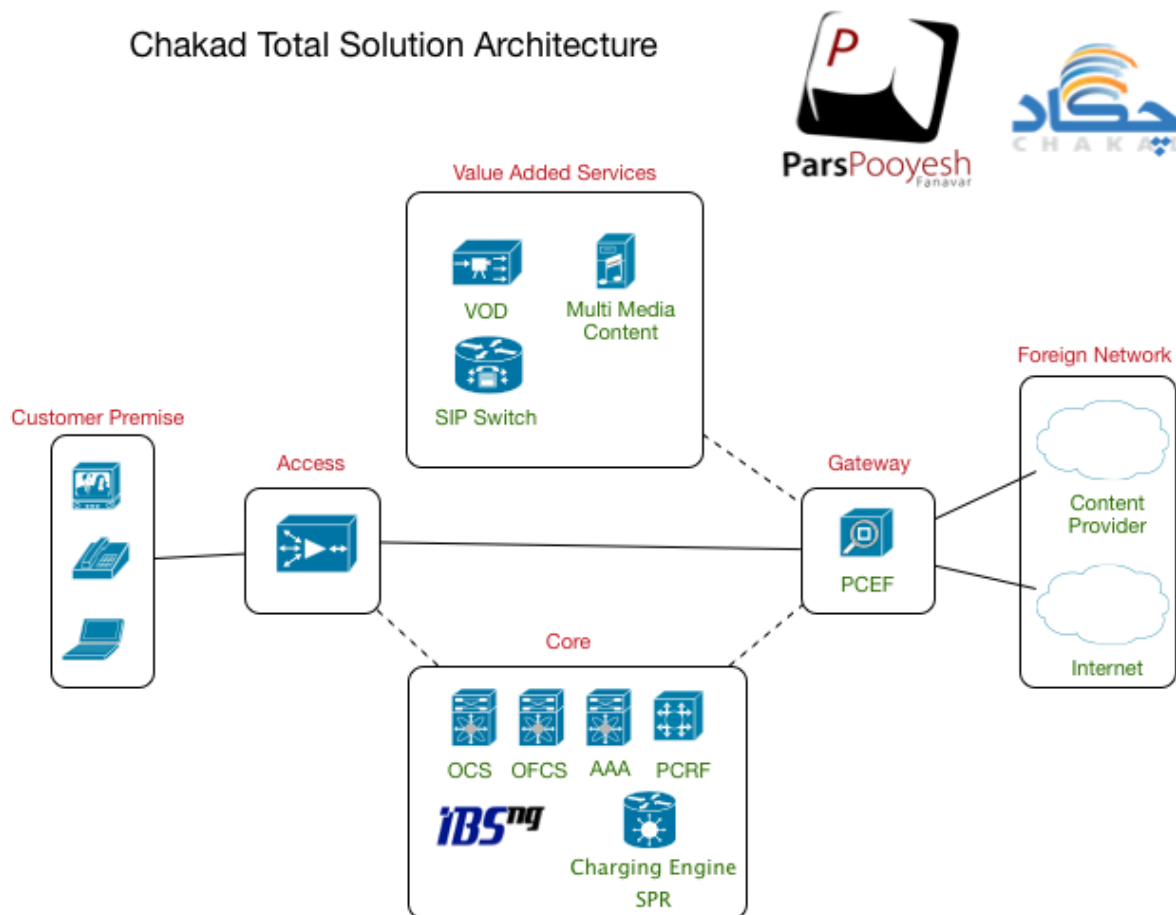 Chakad Total Solution Architecture
P
ParsPooyesh
Fanavar
چکاد
CHAKA
Value Added Services
VOD
Multi Media
Content
SIP Switch
Foreign Network
Content
Provider
Internet
Customer Premise
Access
Gateway
PCEF
Core
OCS
OFCS
AAA
PCRF
iBSng
Charging Engine
SPR